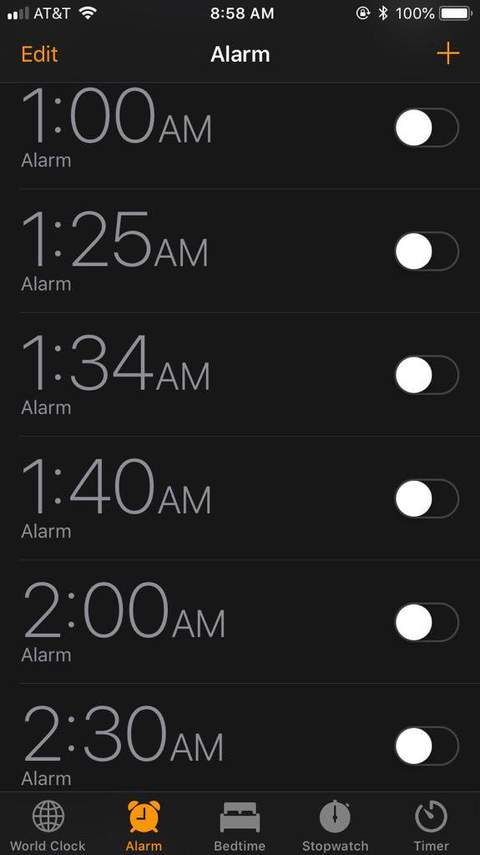 AT&T 8:58 AM 100%
Edit Alarm +
1:00AM
Alarm
1:25AM
Alarm
1:34AM
Alarm
1:40AM
Alarm
2:00AM
Alarm
2:30AM
Alarm
World Clock Alarm Bedtime Stopwatch Timer